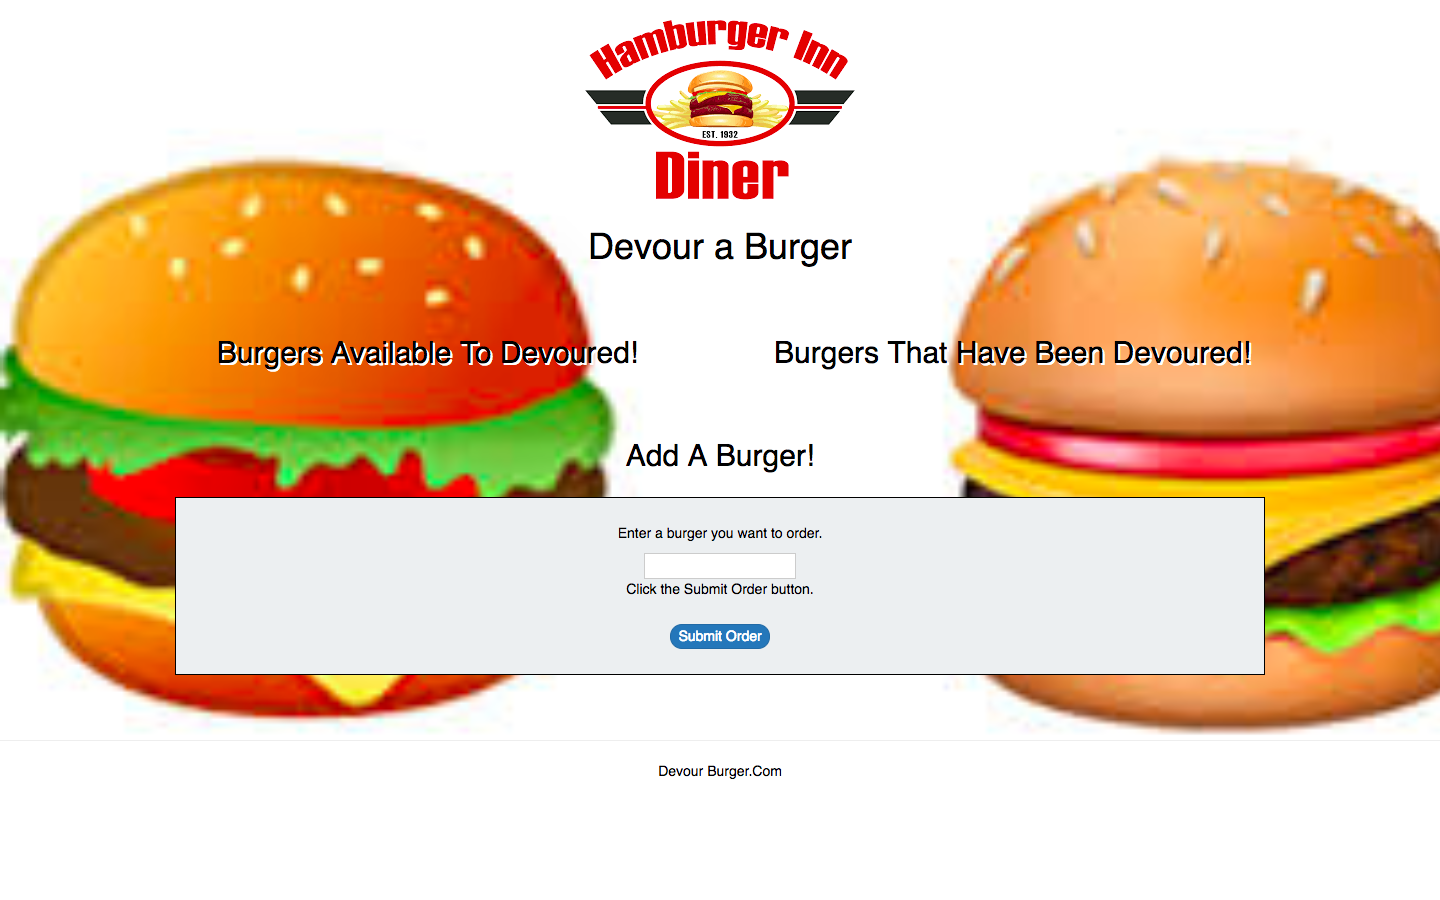 Hamburger Inn
EST. 1932
Diner
Devour a Burger
Burgers Available To Devoured!
Burgers That Have Been Devoured!
Add A Burger!
Enter a burger you want to order.
Click the Submit Order button.
Submit Order
Devour Burger.Com